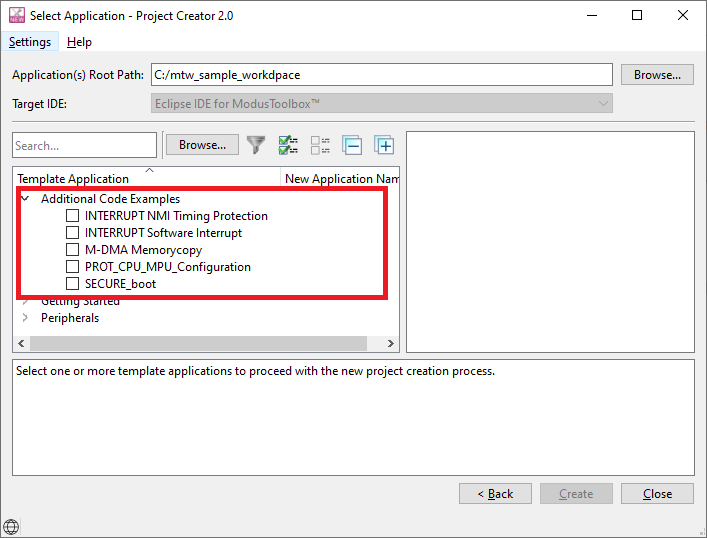 Select Application - Project Creator 2.0
Settings Help
Application(s) Root Path: C:/mtw_sample_workdpace Browse...
Target IDE: Eclipse IDE for ModusToolbox™
Search... Browse...
Template Application New Application Nam
Additional Code Examples
INTERRUPT NMI Timing Protection
INTERRUPT Software Interrupt
M-DMA Memorycopy
PROT_CPU_MPU_Configuration
SECURE_boot
Getting Started
Peripherals
Select one or more template applications to proceed with the new project creation process.
< Back Create Close